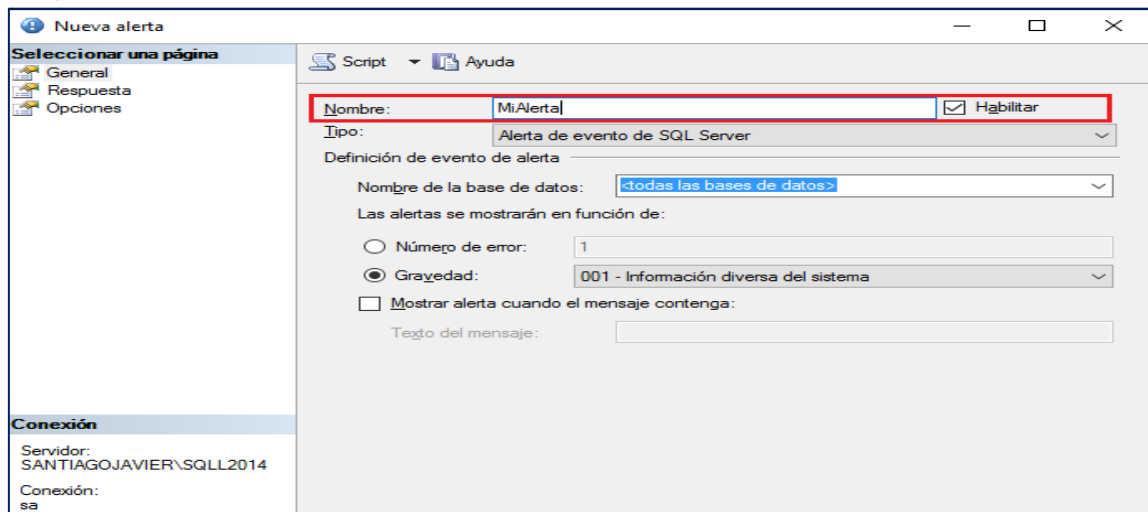 Nueva alerta
Seleccionar una página
General
Respuesta
Opciones
Script Ayuda
Nombre: MiAlerta Habilitar
Tipo: Alerta de evento de SQL Server
Definición de evento de alerta
Nombre de la base de datos: <todas las bases de datos>
Las alertas se mostrarán en función de:
Número de error: 1
Gravedad: 001 - Información diversa del sistema
Mostrar alerta cuando el mensaje contenga:
Texto del mensaje:
Conexión
Servidor:
SANTIAGOJAVIER\SQLL2014
Conexión:
sa